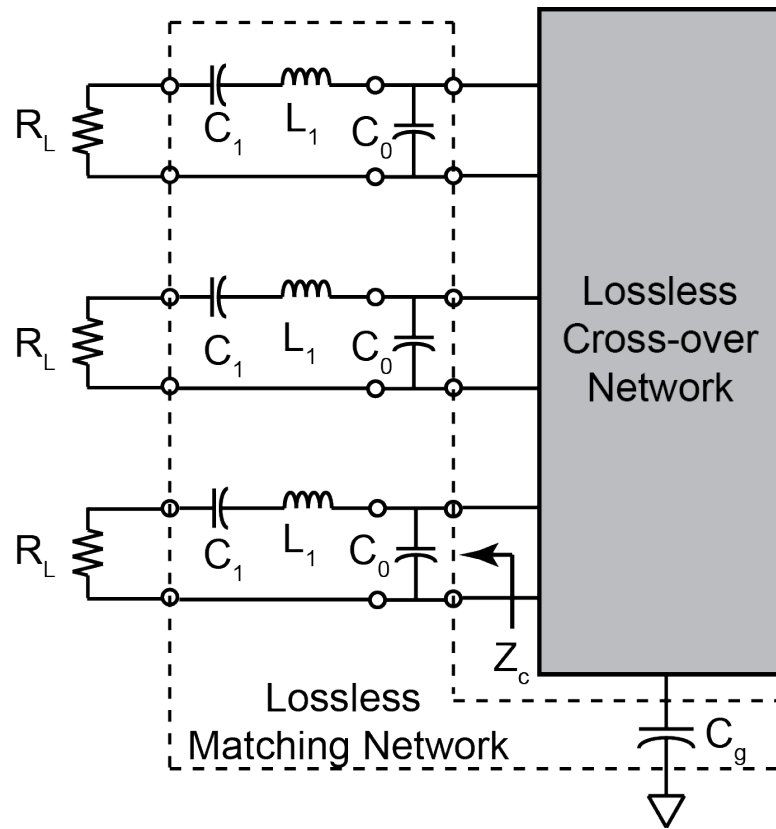 R_L C_1 L_1 C_0
R_L C_1 L_1 C_0
Lossless
Cross-over
Network
R_L C_1 L_1 C_0
Z_c
Lossless
Matching Network
C_g